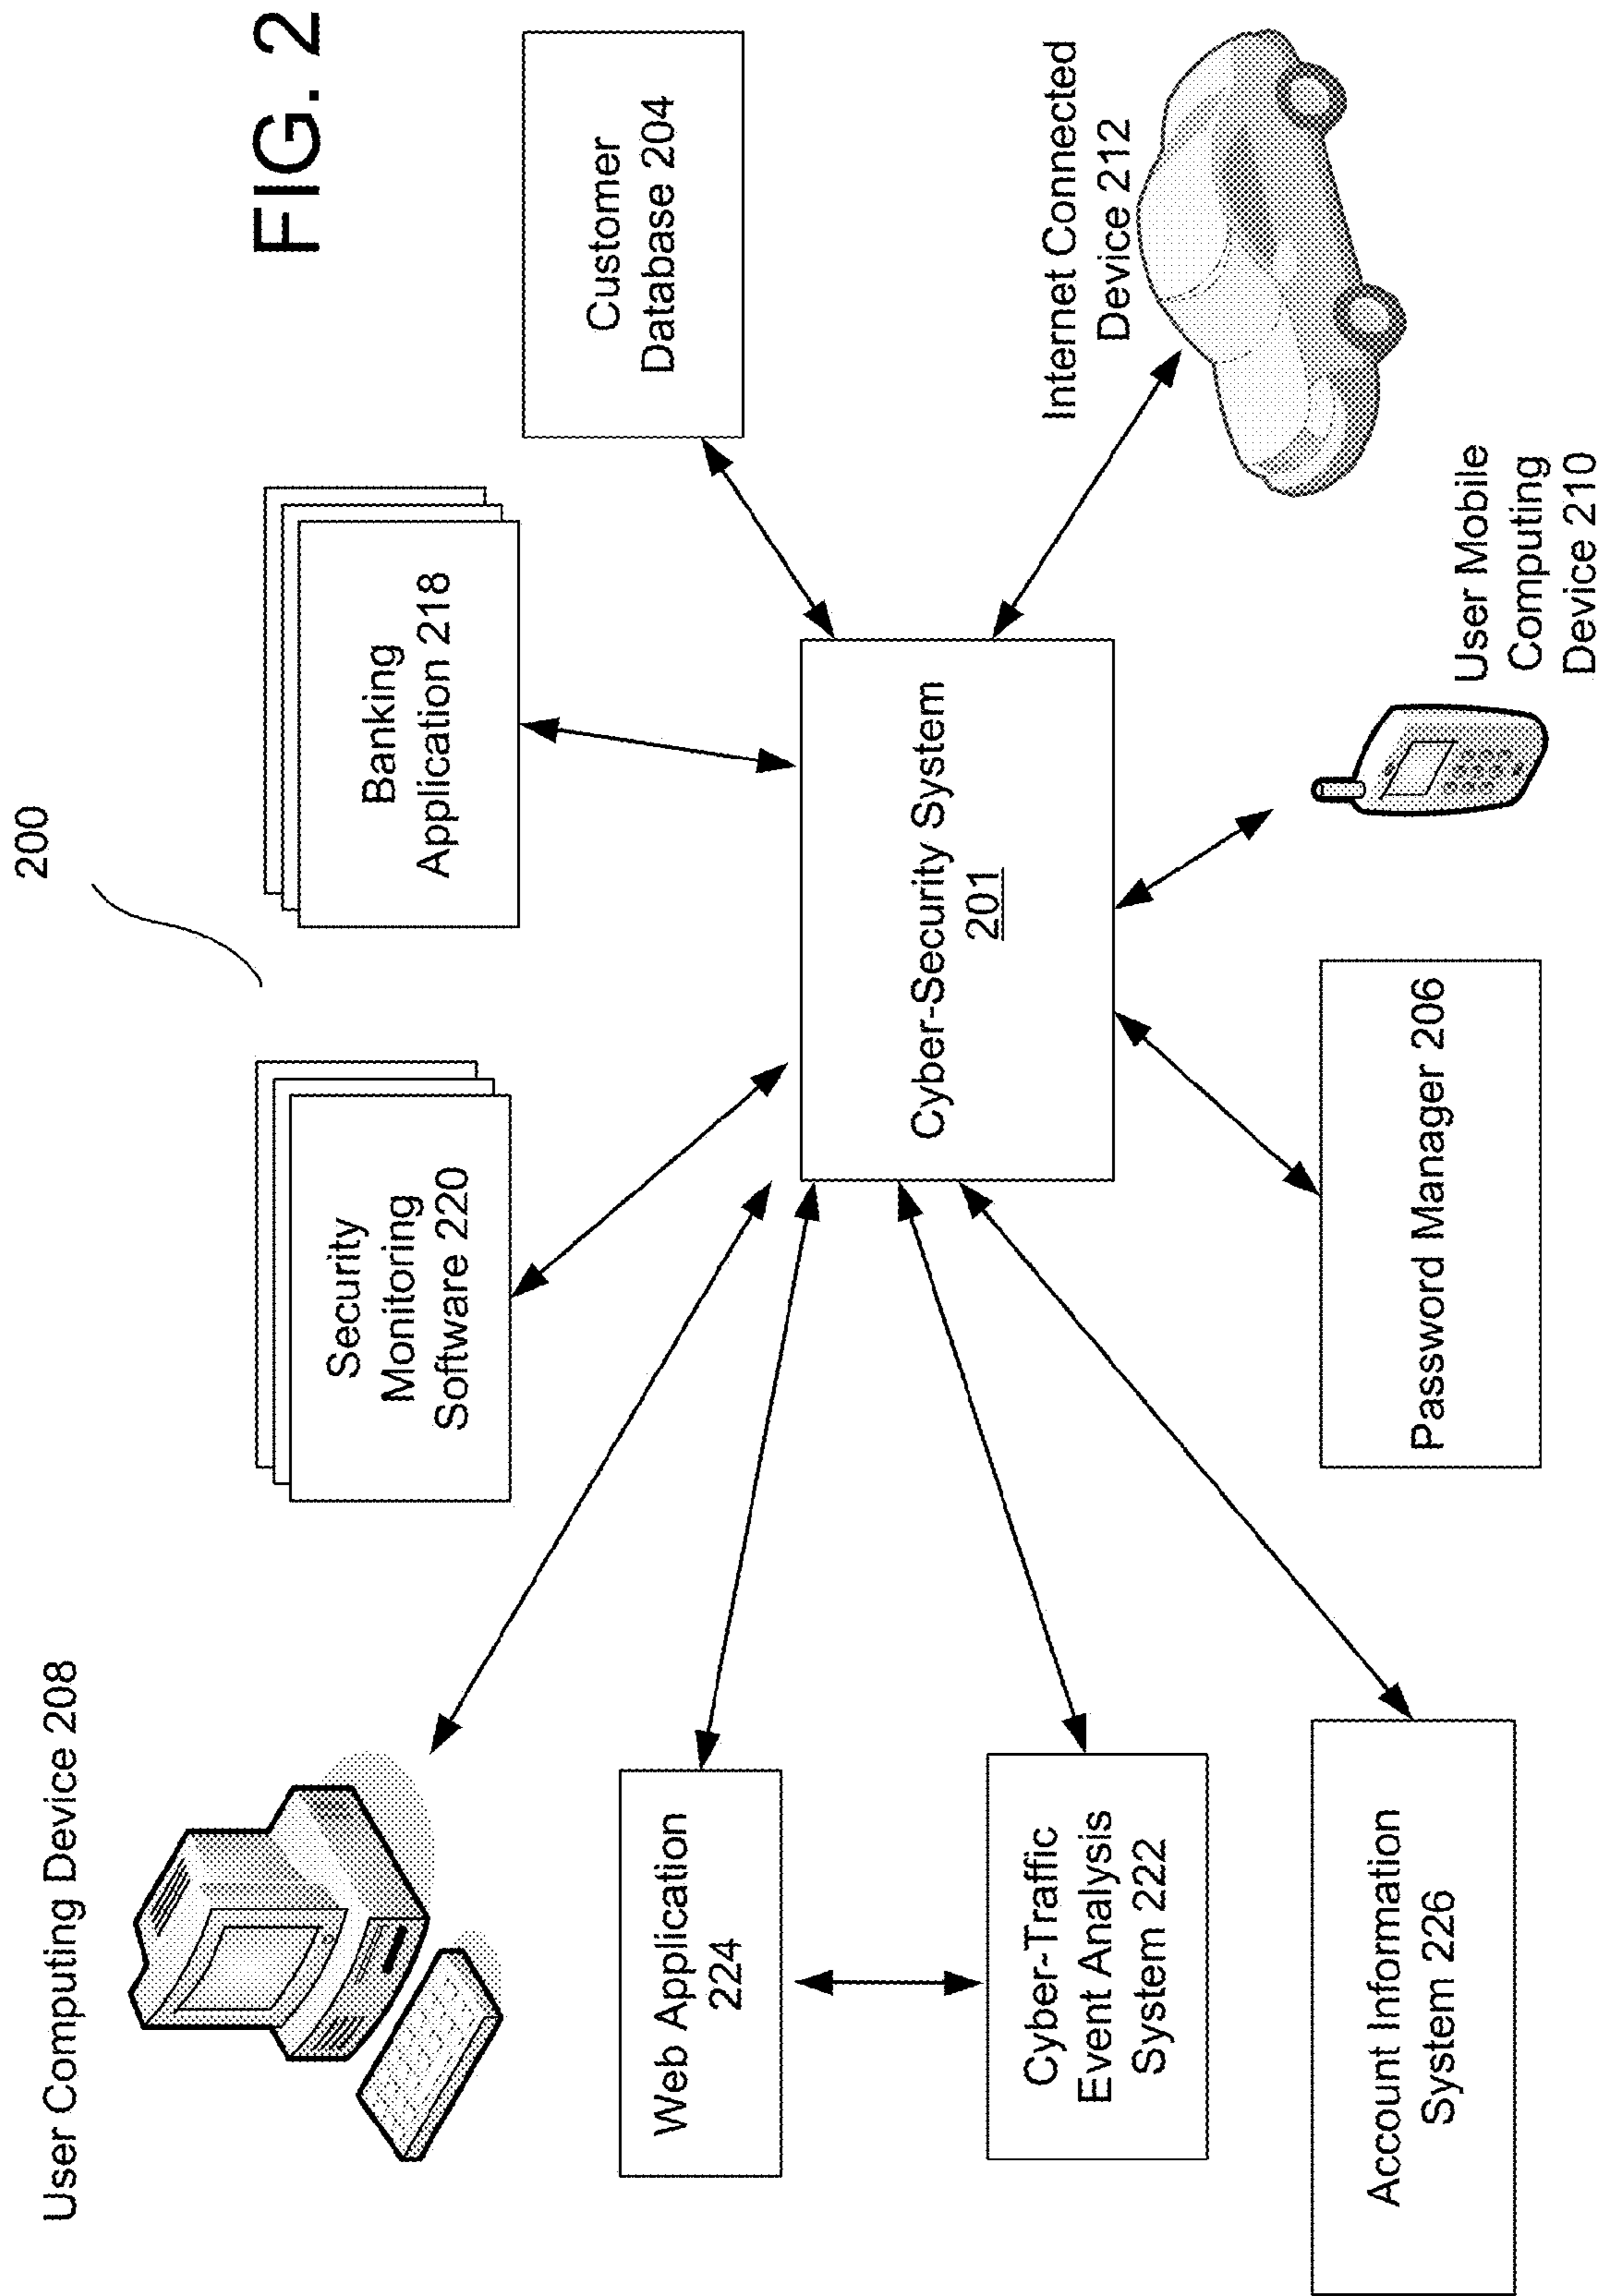 FIG. 2
200
User Computing Device 208
Security
Monitoring
Software 220
Banking
Application 218
Customer
Database 204
Web Application
224
Cyber-Security System
201
Internet Connected
Device 212
Cyber-Traffic
Event Analysis
System 222
Account Information
System 226
Password Manager 206
User Mobile
Computing
Device 210